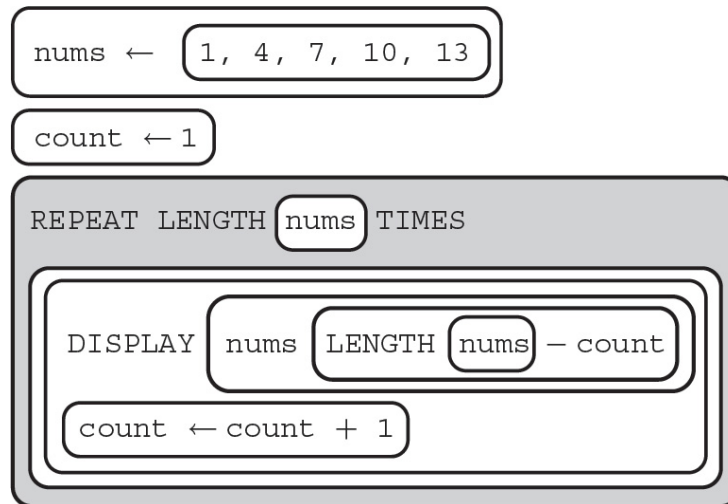 nums ← 1, 4, 7, 10, 13
count ← 1
REPEAT LENGTH nums TIMES
DISPLAY nums LENGTH nums – count
count ← count + 1